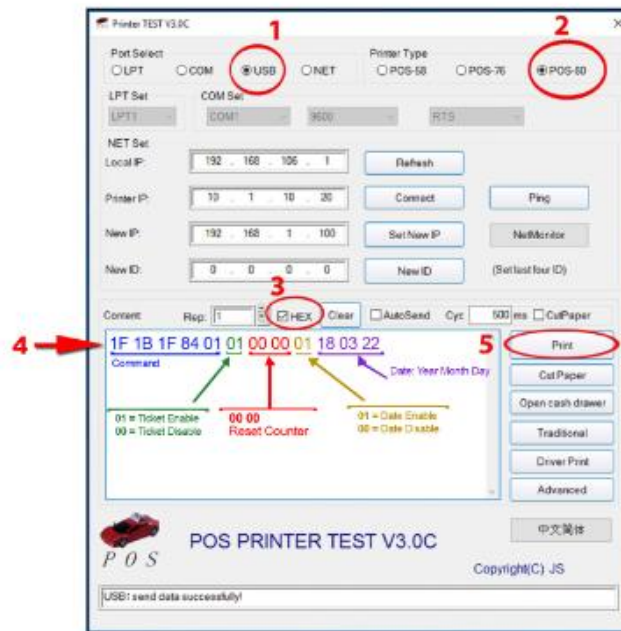 Printer TEST V3.0C
1
2
Port Select
Printer Type
LPT COM USB NET POS-58 POS-76 POS-80
LPT Set COM Set
LPT1 COM1 9600 RTS
NET Set
Local IP: 192 . 168 . 106 . 1 Refresh
Printer IP: 10 . 1 . 10 . 20 Connect Ping
New IP: 192 . 168 . 1 . 100 Set New IP NetMonitor
New ID: 0 . 0 . 0 . 0 New ID (Set last four ID)
3
Content: Rep: 1 HEX Clear AutoSend Cyc: 500 ms CutPaper
4
5
1F 1B 1F 84 01 01 00 00 01 18 03 22
Command
Date: Year Month Day
01 = Ticket Enable
00 = Ticket Disable
00 00
Reset Counter
01 = Date Enable
00 = Date Disable
Print
Cut Paper
Open cash drawer
Traditional
Driver Print
Advanced
中文简体
POS
POS PRINTER TEST V3.0C
Copyright(C) JS
USB: send data successfully!